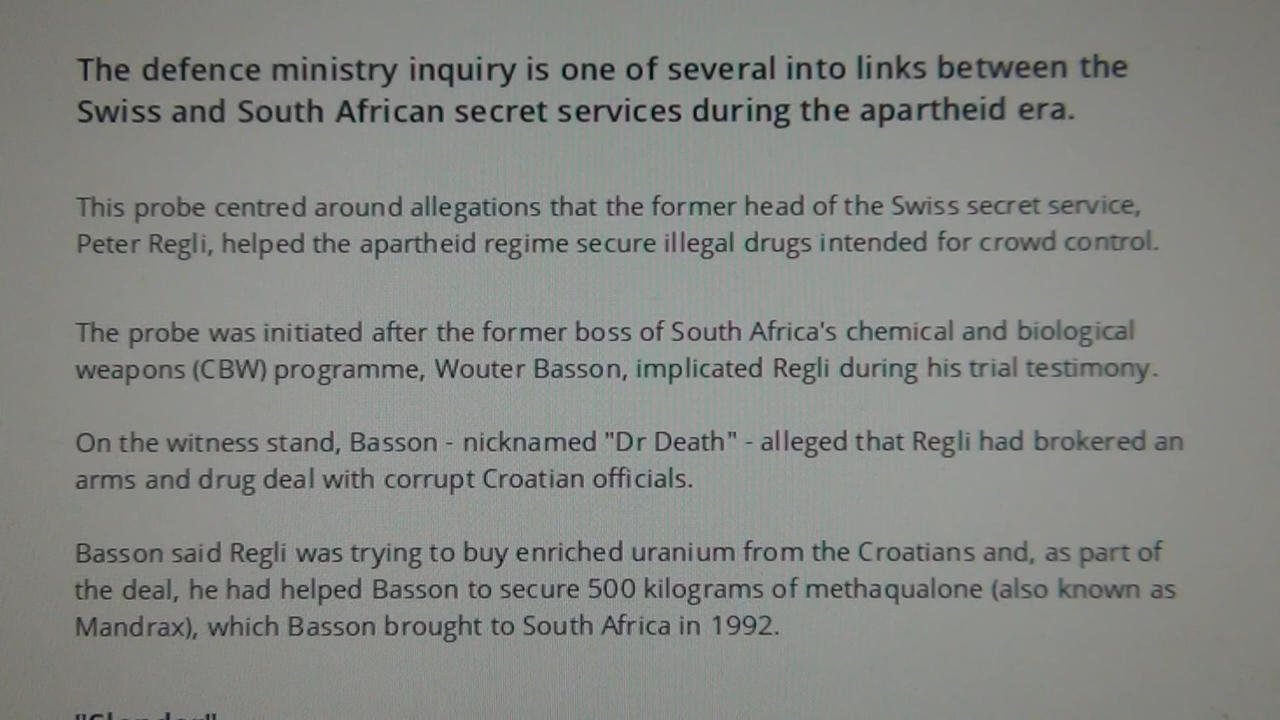 The defence ministry inquiry is one of several into links between the
Swiss and South African secret services during the apartheid era.
This probe centred around allegations that the former head of the Swiss secret service,
Peter Regli, helped the apartheid regime secure illegal drugs intended for crowd control.
The probe was initiated after the former boss of South Africa's chemical and biological
weapons (CBW) programme, Wouter Basson, implicated Regli during his trial testimony.
On the witness stand, Basson - nicknamed "Dr Death" - alleged that Regli had brokered an
arms and drug deal with corrupt Croatian officials.
Basson said Regli was trying to buy enriched uranium from the Croatians and, as part of
the deal, he had helped Basson to secure 500 kilograms of methaqualone (also known as
Mandrax), which Basson brought to South Africa in 1992.